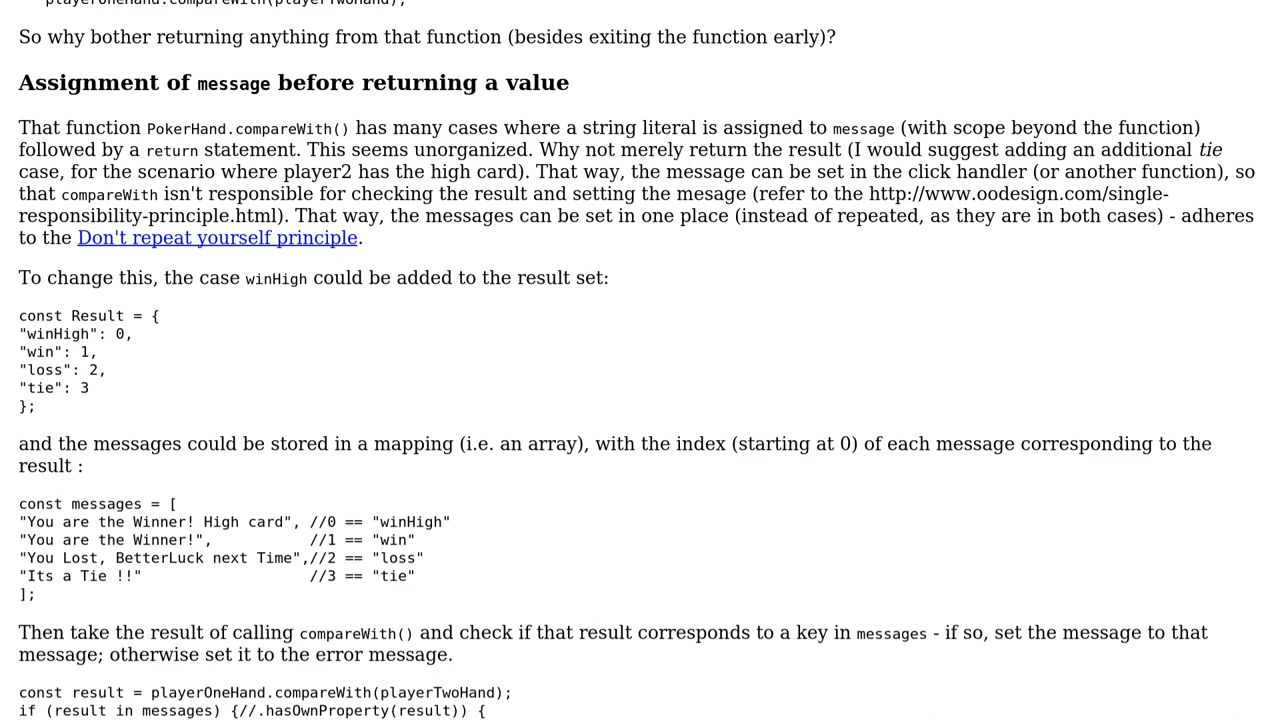 playerOneHand.compareWith(playerTwoHand);
So why bother returning anything from that function (besides exiting the function early)?
Assignment of message before returning a value
That function PokerHand.compareWith() has many cases where a string literal is assigned to message (with scope beyond the function)
followed by a return statement. This seems unorganized. Why not merely return the result (I would suggest adding an additional tie
case, for the scenario where player2 has the high card). That way, the message can be set in the click handler (or another function), so
that compareWith isn't responsible for checking the result and setting the mesage (refer to the http://www.oodesign.com/single-
responsibility-principle.html). That way, the messages can be set in one place (instead of repeated, as they are in both cases) - adheres
to the Don't repeat yourself principle.
To change this, the case winHigh could be added to the result set:
const Result = {
"winHigh": 0,
"win": 1,
"loss": 2,
"tie": 3
};
and the messages could be stored in a mapping (i.e. an array), with the index (starting at 0) of each message corresponding to the
result :
const messages = [
"You are the Winner! High card", //0 == "winHigh"
"You are the Winner!",           //1 == "win"
"You Lost, BetterLuck next Time",//2 == "loss"
"Its a Tie !!"                   //3 == "tie"
];
Then take the result of calling compareWith() and check if that result corresponds to a key in messages - if so, set the message to that
message; otherwise set it to the error message.
const result = playerOneHand.compareWith(playerTwoHand);
if (result in messages) {//.hasOwnProperty(result)) {